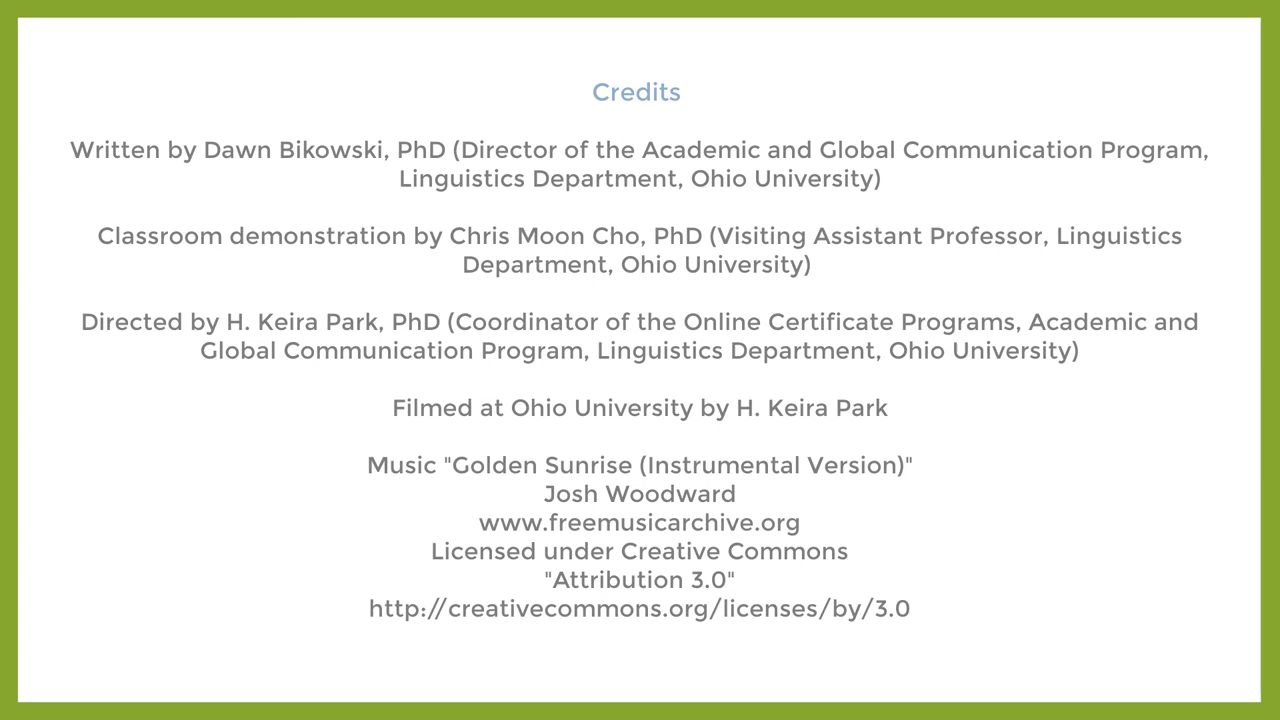 Credits
Written by Dawn Bikowski, PhD (Director of the Academic and Global Communication Program,
Linguistics Department, Ohio University)
Classroom demonstration by Chris Moon Cho, PhD (Visiting Assistant Professor, Linguistics
Department, Ohio University)
Directed by H. Keira Park, PhD (Coordinator of the Online Certificate Programs, Academic and
Global Communication Program, Linguistics Department, Ohio University)
Filmed at Ohio University by H. Keira Park
Music "Golden Sunrise (Instrumental Version)"
Josh Woodward
www.freemusicarchive.org
Licensed under Creative Commons
"Attribution 3.0"
http://creativecommons.org/licenses/by/3.0